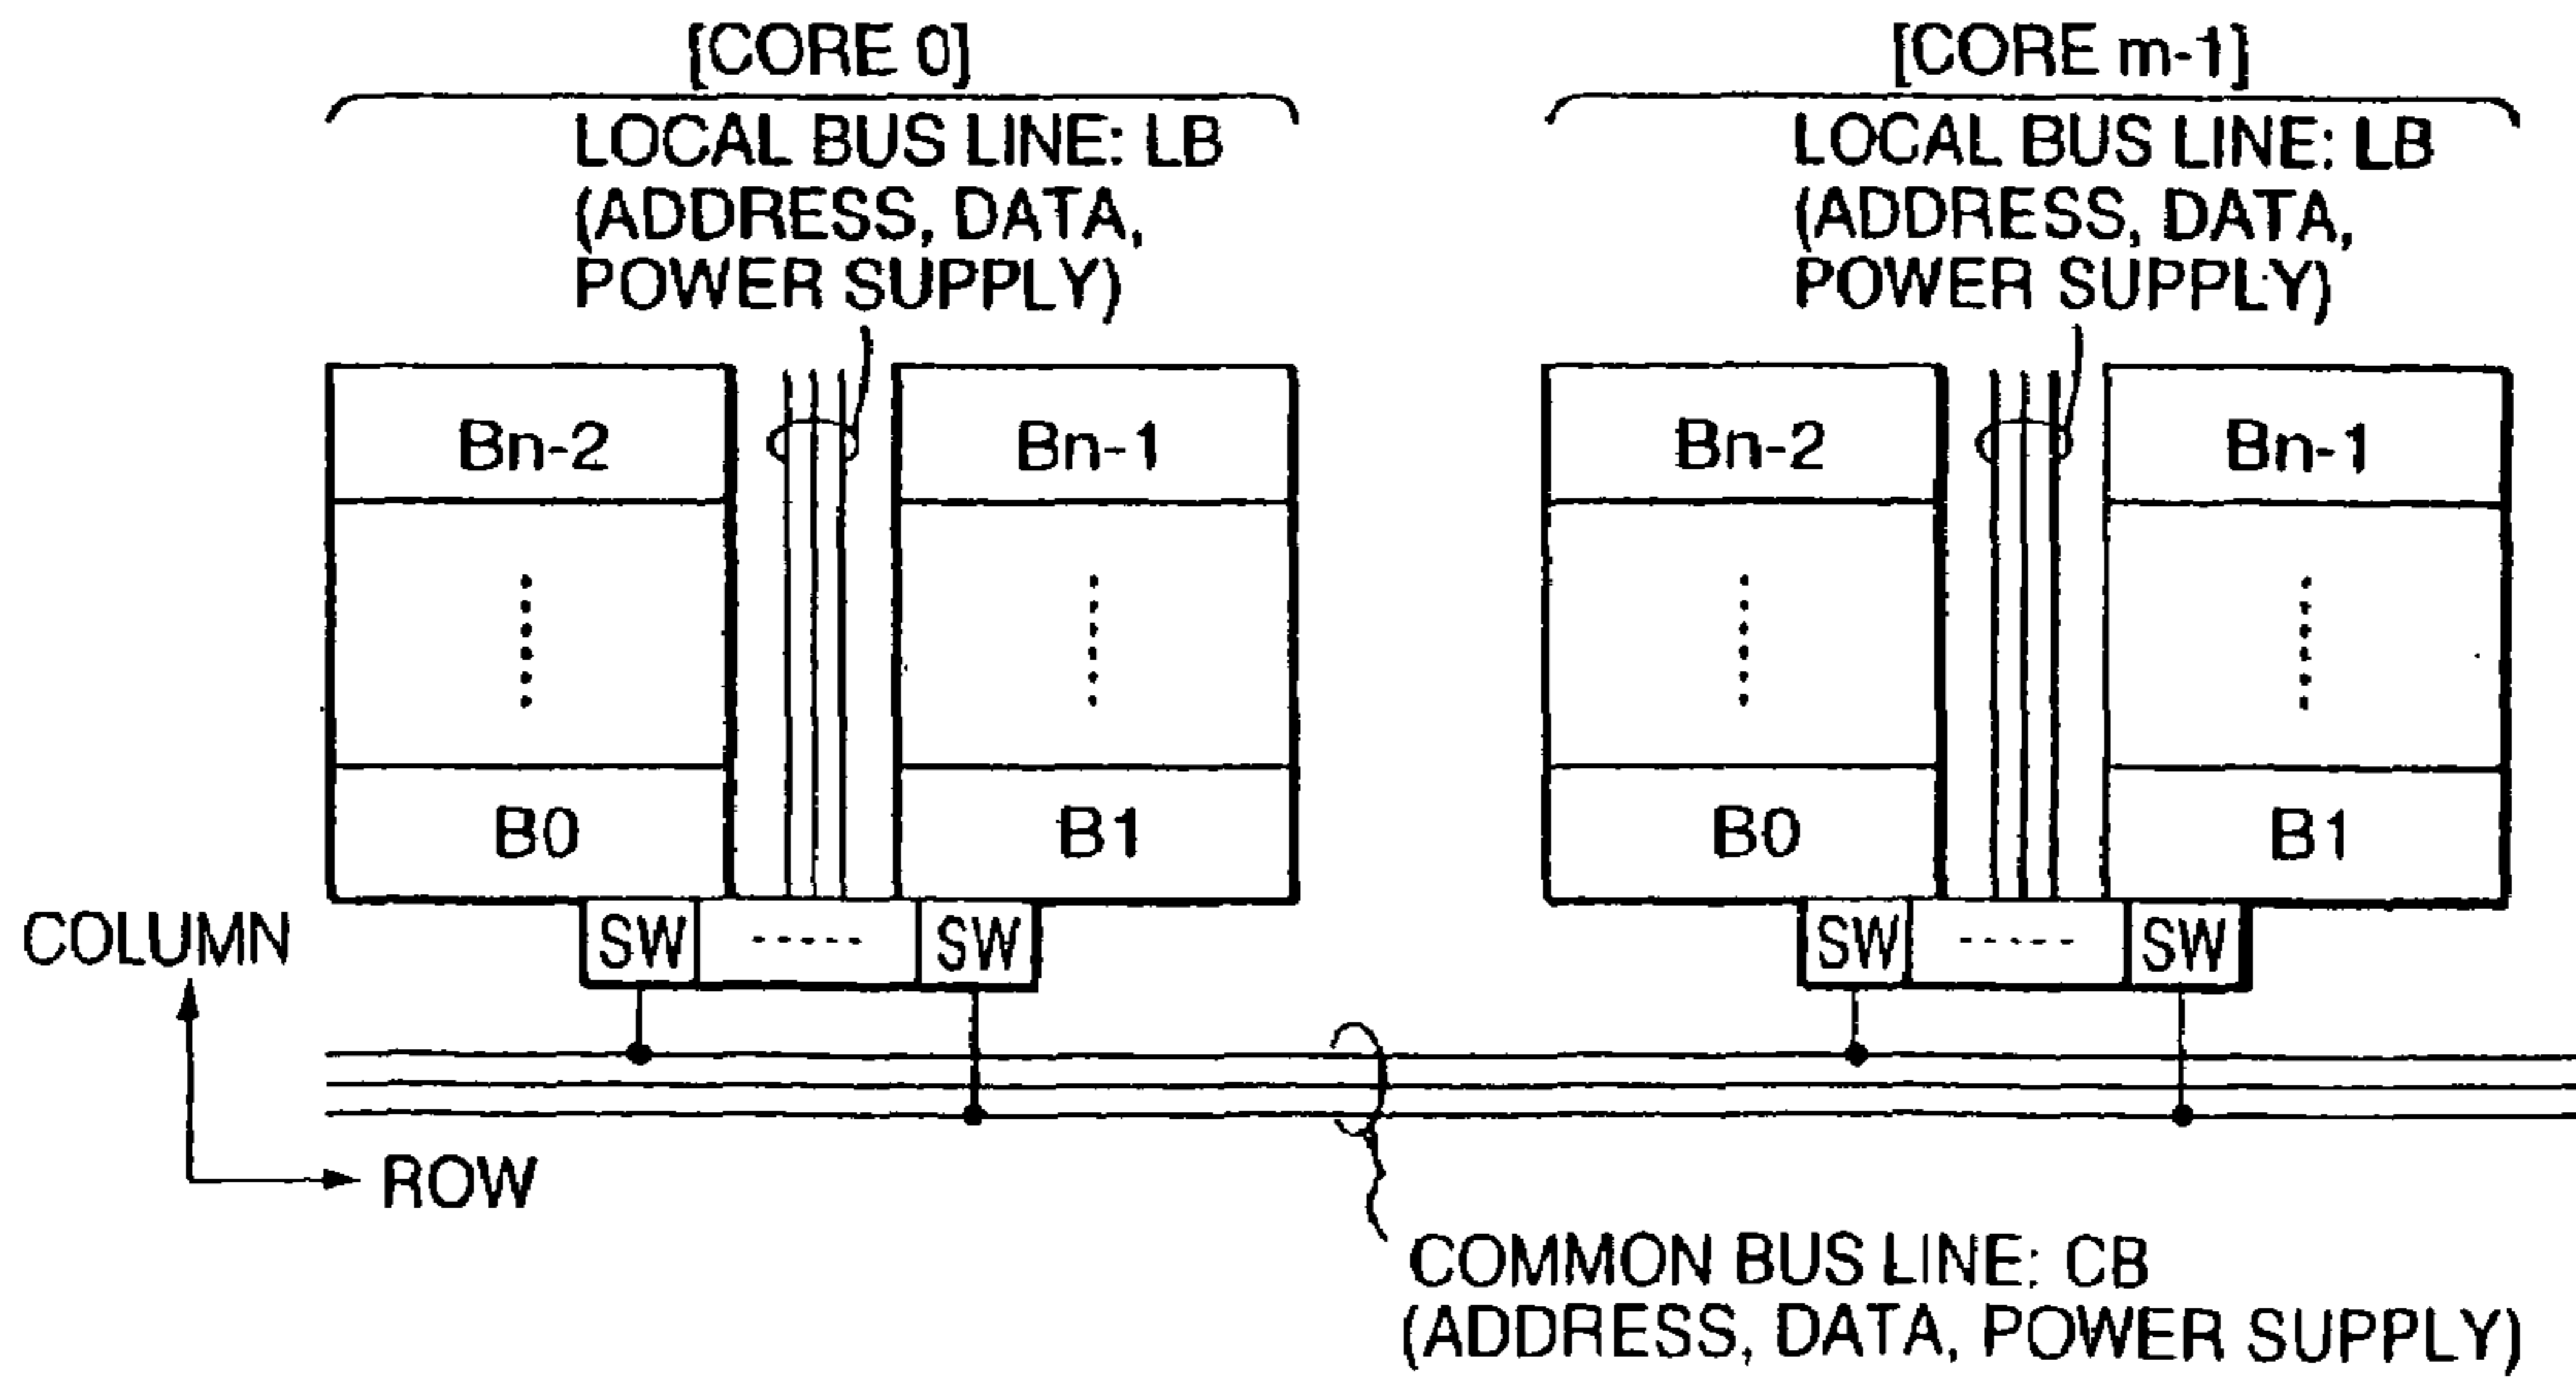 [CORE 0]
LOCAL BUS LINE: LB
(ADDRESS, DATA,
POWER SUPPLY)
Bn-2
Bn-1
B0
B1
SW
SW
[CORE m-1]
LOCAL BUS LINE: LB
(ADDRESS, DATA,
POWER SUPPLY)
Bn-2
Bn-1
B0
B1
SW
SW
COLUMN
ROW
COMMON BUS LINE: CB
(ADDRESS, DATA, POWER SUPPLY)